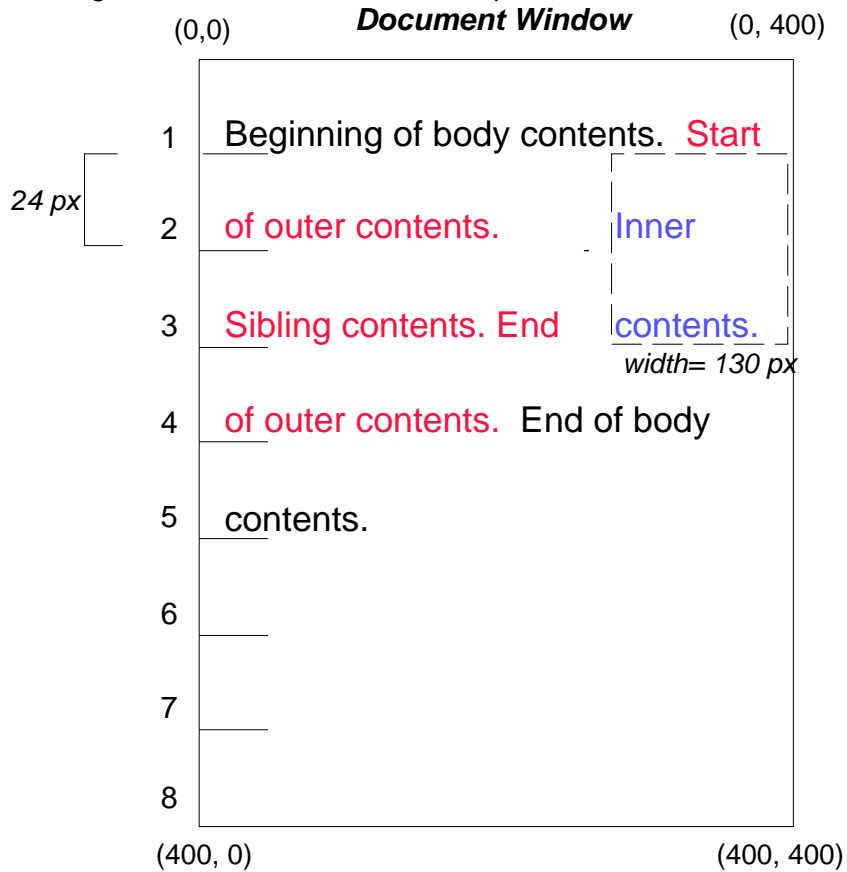 Document Window
(0,0) (0, 400)
1 Beginning of body contents. Start
24 px
2 of outer contents. - Inner
3 Sibling contents. End contents.
width= 130 px
4 of outer contents. End of body
5 contents.
6
7
8
(400, 0) (400, 400)